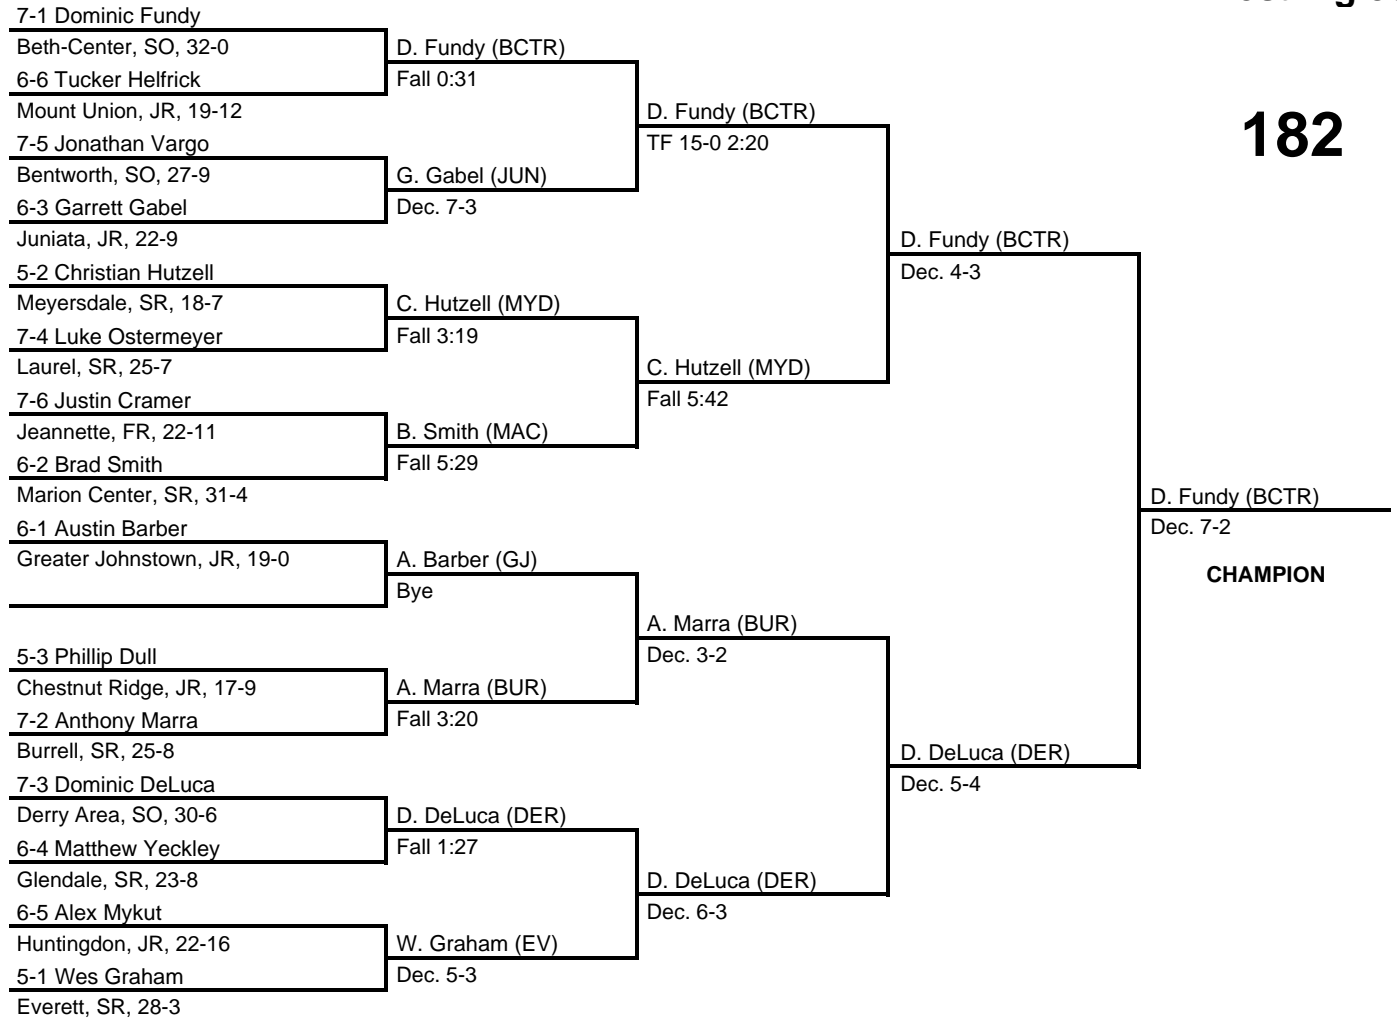 7-1 Dominic Fundy
Beth-Center, SO, 32-0
6-6 Tucker Helfrick
Mount Union, JR, 19-12
7-5 Jonathan Vargo
Bentworth, SO, 27-9
6-3 Garrett Gabel
Juniata, JR, 22-9
5-2 Christian Hutzell
Meyersdale, SR, 18-7
7-4 Luke Ostermeyer
Laurel, SR, 25-7
7-6 Justin Cramer
Jeannette, FR, 22-11
6-2 Brad Smith
Marion Center, SR, 31-4
6-1 Austin Barber
Greater Johnstown, JR, 19-0
5-3 Phillip Dull
Chestnut Ridge, JR, 17-9
7-2 Anthony Marra
Burrell, SR, 25-8
7-3 Dominic DeLuca
Derry Area, SO, 30-6
6-4 Matthew Yeckley
Glendale, SR, 23-8
6-5 Alex Mykut
Huntingdon, JR, 22-16
5-1 Wes Graham
Everett, SR, 28-3
D. Fundy (BCTR)
Fall 0:31
G. Gabel (JUN)
Dec. 7-3
C. Hutzell (MYD)
Fall 3:19
B. Smith (MAC)
Fall 5:29
A. Barber (GJ)
Bye
A. Marra (BUR)
Fall 3:20
D. DeLuca (DER)
Fall 1:27
W. Graham (EV)
Dec. 5-3
D. Fundy (BCTR)
TF 15-0 2:20
C. Hutzell (MYD)
Fall 5:42
A. Marra (BUR)
Dec. 3-2
D. DeLuca (DER)
Dec. 6-3
D. Fundy (BCTR)
Dec. 4-3
D. DeLuca (DER)
Dec. 5-4
182
D. Fundy (BCTR)
Dec. 7-2
CHAMPION